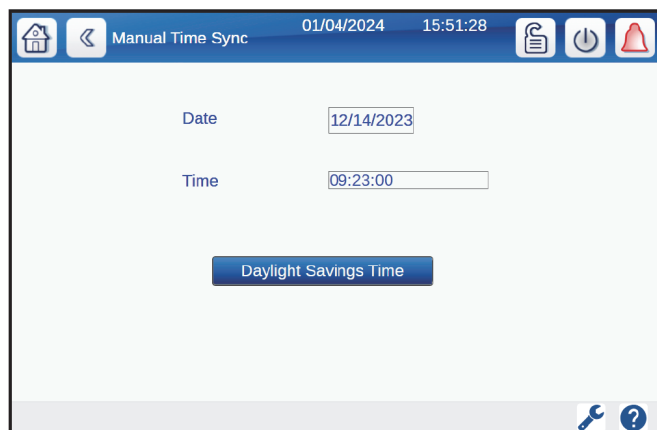 Manual Time Sync 01/04/2024 15:51:28
Date 12/14/2023
Time 09:23:00
Daylight Savings Time
?